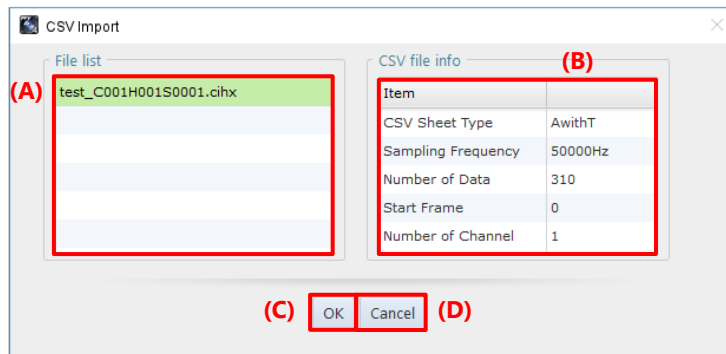 CSV Import
File list
CSV file info
(B)
(A)
test_C001H001S0001.cihx
Item
CSV Sheet Type AwithT
Sampling Frequency 50000Hz
Number of Data 310
Start Frame 0
Number of Channel 1
(C) OK Cancel (D)